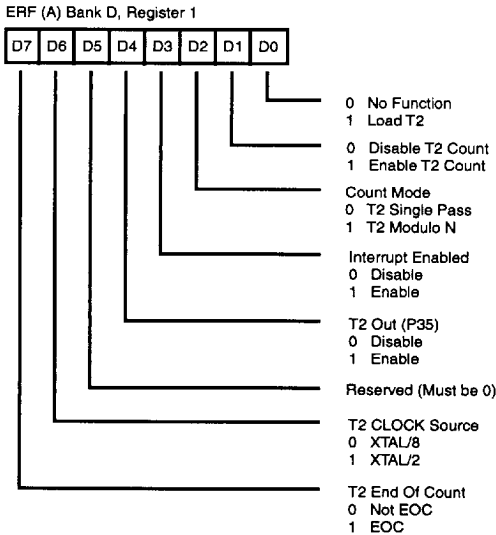 ERF (A) Bank D, Register 1
D7 D6 D5 D4 D3 D2 D1 D0
0 No Function
1 Load T2
0 Disable T2 Count
1 Enable T2 Count
Count Mode
0 T2 Single Pass
1 T2 Modulo N
Interrupt Enabled
0 Disable
1 Enable
T2 Out (P35)
0 Disable
1 Enable
Reserved (Must be 0)
T2 CLOCK Source
0 XTAL/8
1 XTAL/2
T2 End Of Count
0 Not EOC
1 EOC